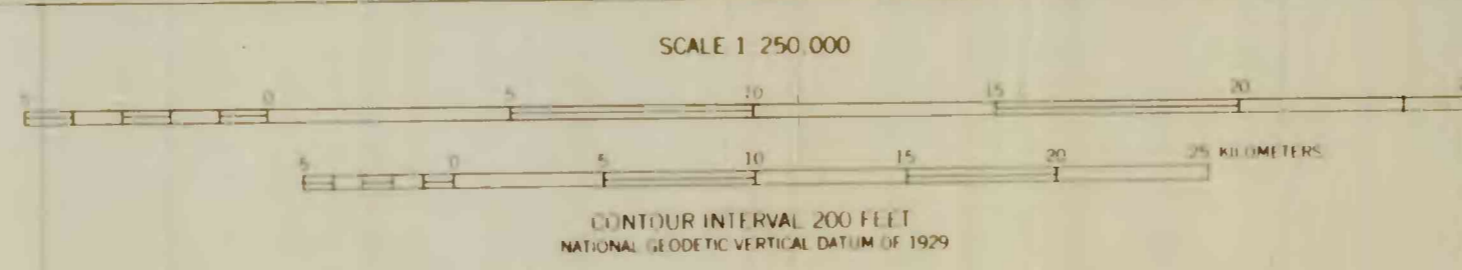 SCALE 1 250,000
5 0 5 10 15 20
5 0 5 10 15 20 25 KILOMETERS
CONTOUR INTERVAL 200 FEET
NATIONAL GEODETIC VERTICAL DATUM OF 1929